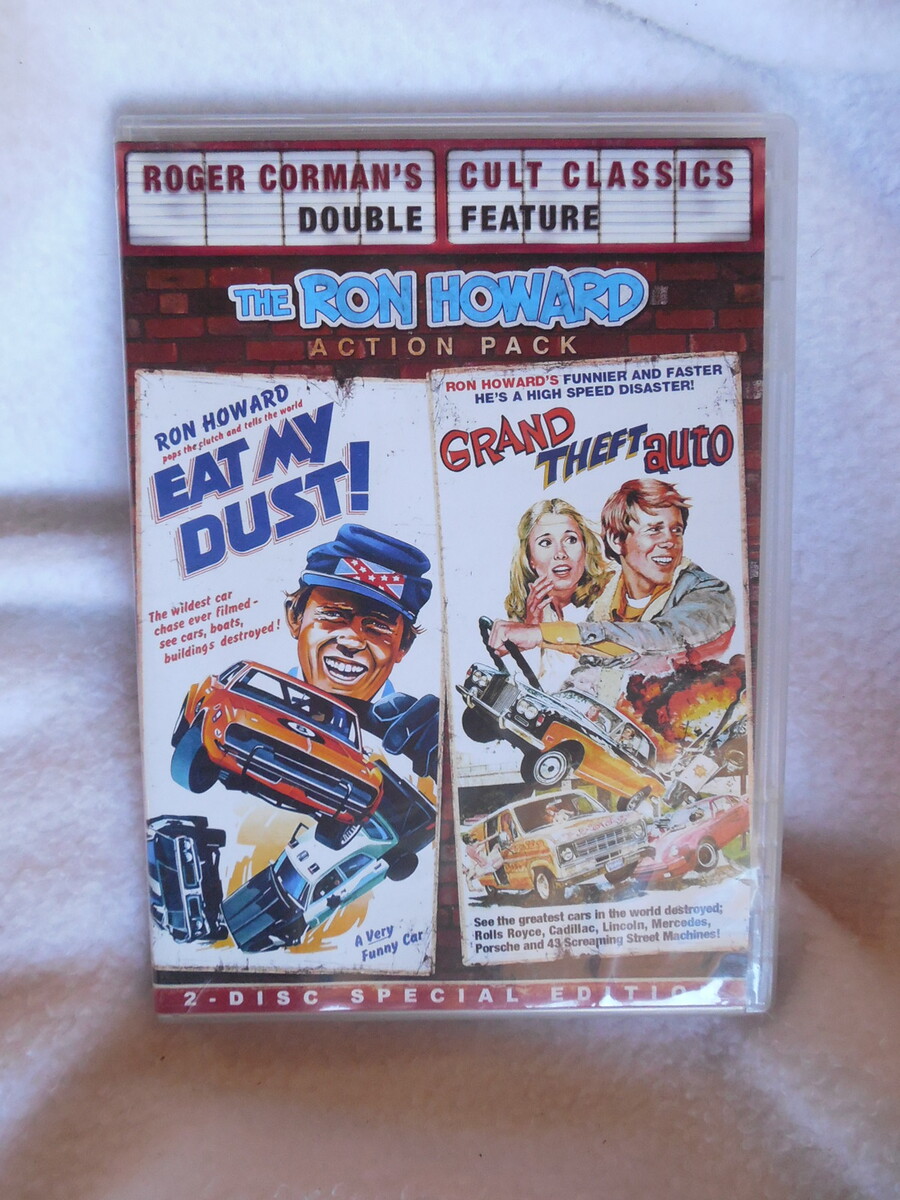 ROGER CORMAN'S CULT CLASSICS
DOUBLE FEATURE
THE RON HOWARD
ACTION PACK
RON HOWARD
pops the clutch and tells the world
EAT MY
DUST!
The wildest car
chase ever filmed -
see cars, boats,
buildings destroyed!
A Very
Funny Car
RON HOWARD'S FUNNIER AND FASTER
HE'S A HIGH SPEED DISASTER!
GRAND
THEFT auto
See the greatest cars in the world destroyed;
Rolls Royce, Cadillac, Lincoln, Mercedes,
Porsche and 43 Screaming Street Machines!
2-DISC SPECIAL EDITION